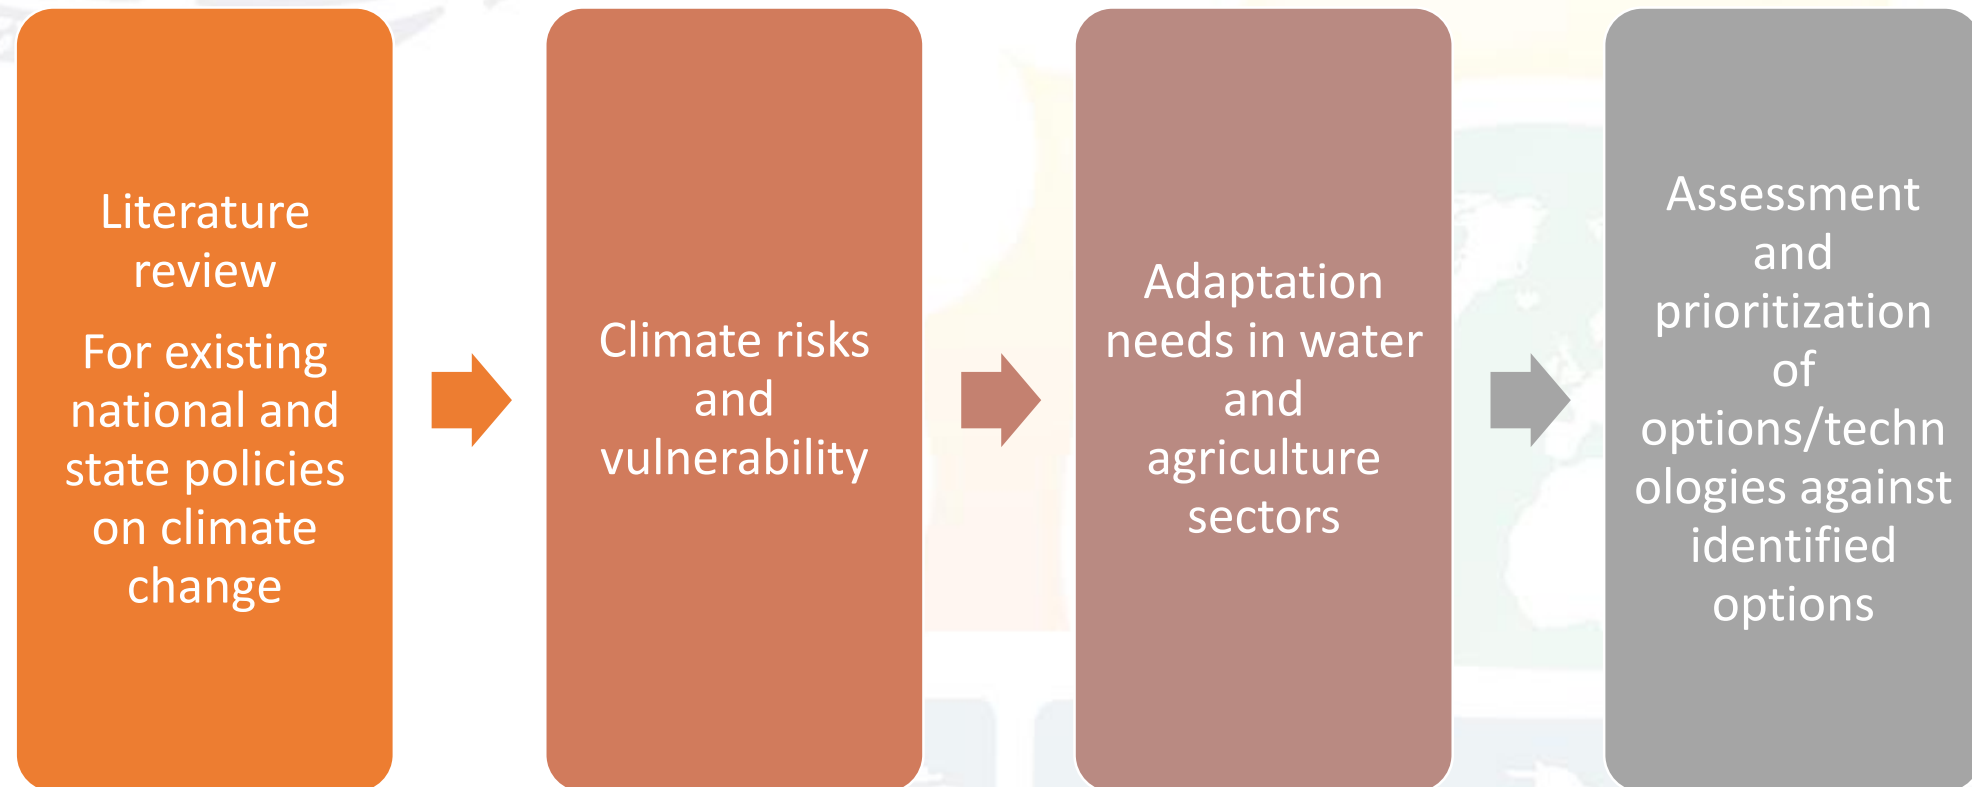 Literature
review
For existing
national and
state policies
on climate
change
Climate risks
and
vulnerability
Adaptation
needs in water
and
agriculture
sectors
Assessment
and
prioritization
of
options/techn
ologies against
identified
options